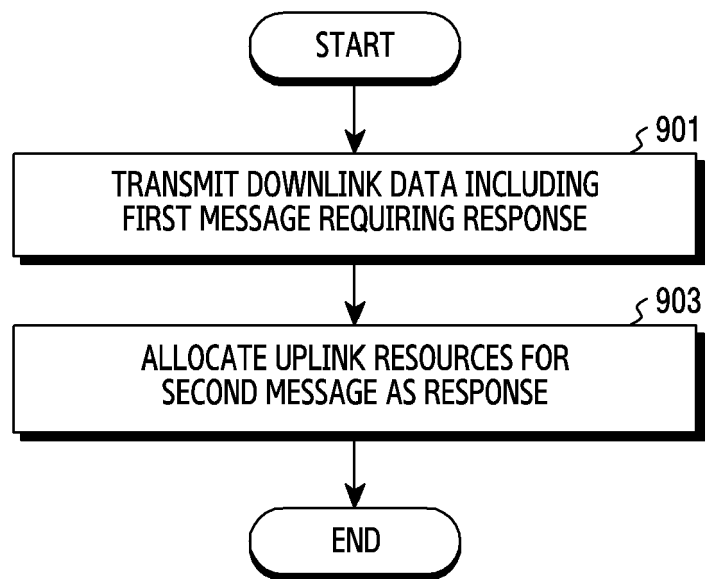 START
901
TRANSMIT DOWNLINK DATA INCLUDING
FIRST MESSAGE REQUIRING RESPONSE
903
ALLOCATE UPLINK RESOURCES FOR
SECOND MESSAGE AS RESPONSE
END